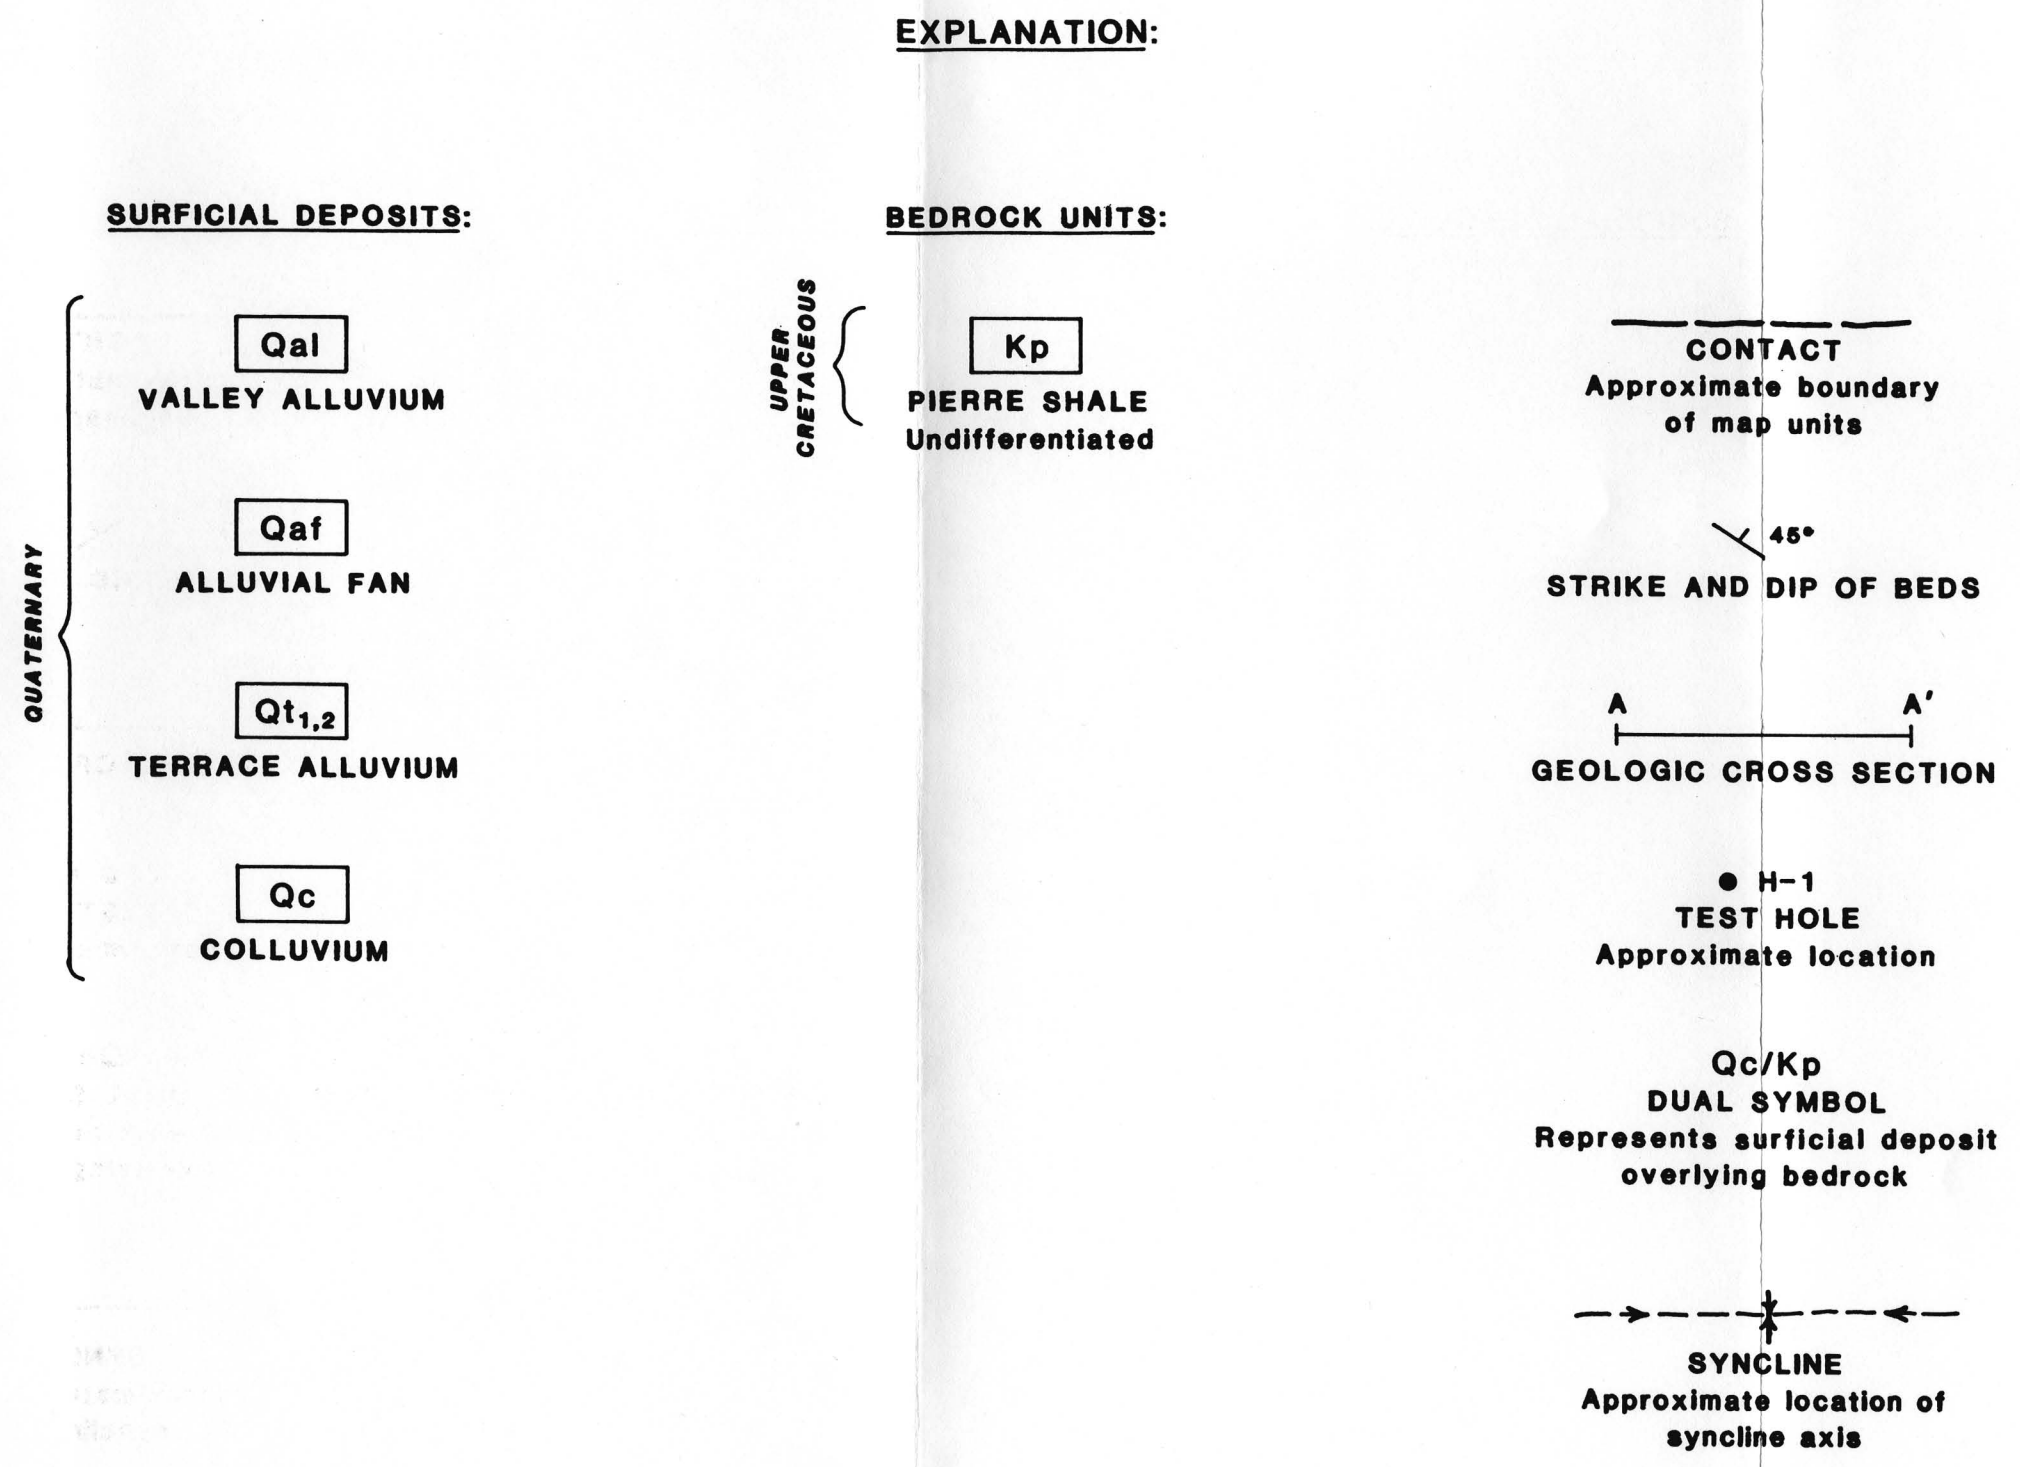 EXPLANATION:
SURFICIAL DEPOSITS:
QUATERNARY
Qal
VALLEY ALLUVIUM
Qaf
ALLUVIAL FAN
Qt1,2
TERRACE ALLUVIUM
Qc
COLLUVIUM
BEDROCK UNITS:
UPPER
CRETACEOUS
Kp
PIERRE SHALE
Undifferentiated
CONTACT
Approximate boundary
of map units
45°
STRIKE AND DIP OF BEDS
A A'
GEOLOGIC CROSS SECTION
H-1
TEST HOLE
Approximate location
Qc/Kp
DUAL SYMBOL
Represents surficial deposit
overlying bedrock
SYNCLINE
Approximate location of
syncline axis